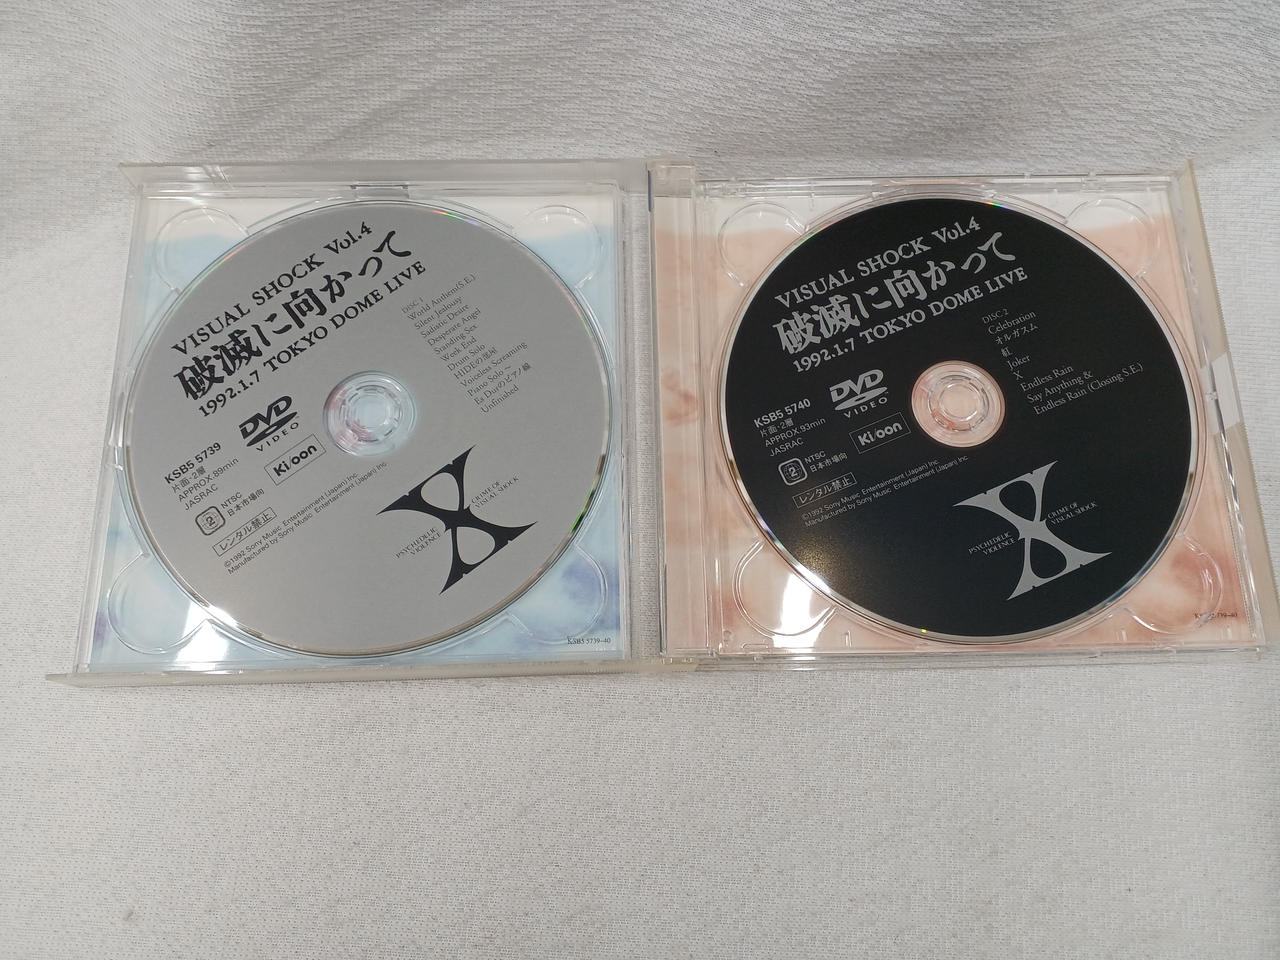 VISUAL SHOCK Vol.4
破滅に向かって
1992.1.7 TOKYO DOME LIVE
DISC 1
World Anthem(S.E.)
Silent Jealousy
Sadistic Desire
Desperate Angel
Standing Sex
Week End
Drum Solo
HIDEの部屋
Voiceless Screaming
Piano Solo 〜
Es Durのピアノ線
Unfinished
DVD
VIDEO
KSB5 5739
片面・2層
APPROX.89min
JASRAC
Ki/oon
2
NTSC
日本市場向
レンタル禁止
©1992 Sony Music Entertainment (Japan) Inc.
Manufactured by Sony Music Entertainment (Japan) Inc.
X
PSYCHEDELIC
VIOLENCE
CRIME OF
VISUAL SHOCK
KSB5 5739-40
VISUAL SHOCK Vol.4
破滅に向かって
1992.1.7 TOKYO DOME LIVE
DISC 2
Celebration
オルガスム
紅
Joker
X
Endless Rain
Say Anything &
Endless Rain (Closing S.E.)
DVD
VIDEO
KSB5 5740
片面・2層
APPROX.93min
JASRAC
Ki/oon
2
NTSC
日本市場向
レンタル禁止
©1992 Sony Music Entertainment (Japan) Inc.
Manufactured by Sony Music Entertainment (Japan) Inc.
X
PSYCHEDELIC
VIOLENCE
CRIME OF
VISUAL SHOCK